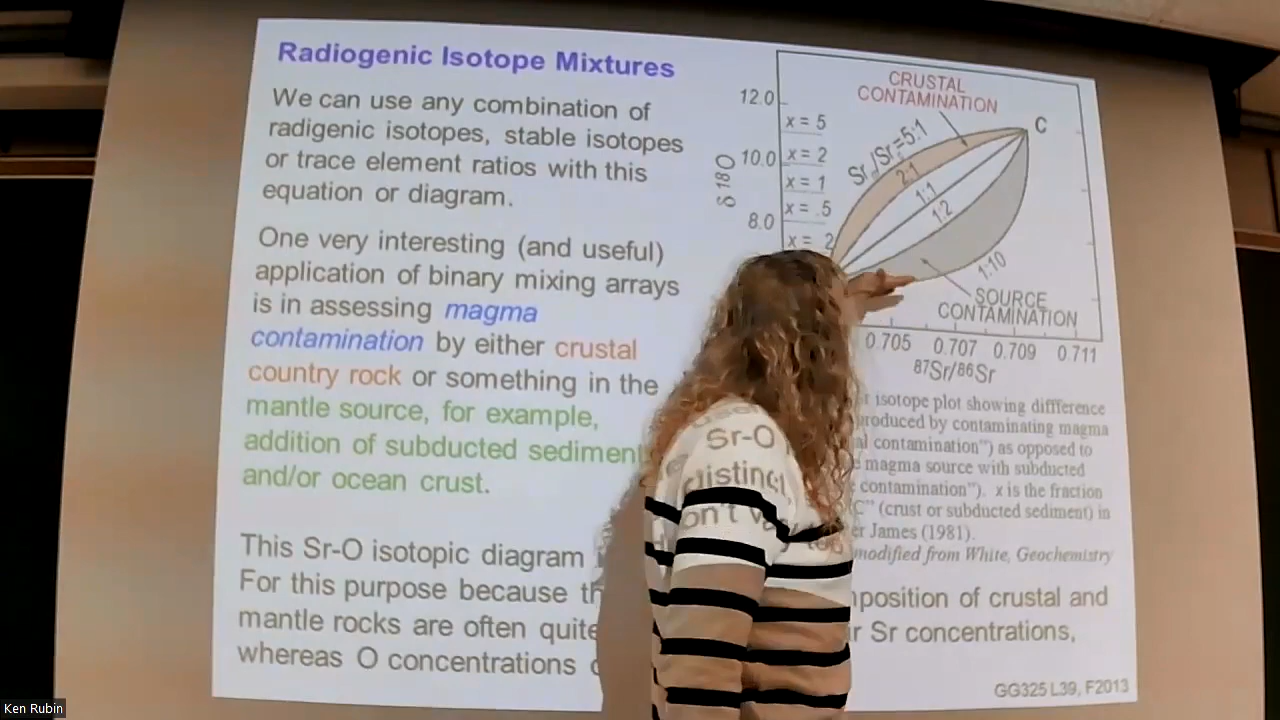 Radiogenic Isotope Mixtures
We can use any combination of
radigenic isotopes, stable isotopes
or trace element ratios with this
equation or diagram.
One very interesting (and useful)
application of binary mixing arrays
is in assessing magma
contamination by either crustal
country rock or something in the
mantle source, for example,
addition of subducted sediment
and/or ocean crust.
This Sr-O isotopic diagram
For this purpose because
mantle rocks are often quite
whereas O concentrations
Sr-O
distinct,
don't
position of crustal and
Sr concentrations,
CRUSTAL
CONTAMINATION
C
12.0
10.0
8.0
δ 18O
x = 5
x = 2
x = 1
x = .5
x = 2
Sr /Sr =5:1
2:1
1:1
1:2
1:10
SOURCE
CONTAMINATION
0.705 0.707 0.709 0.711
87Sr/86Sr
isotope plot showing diffference
produced by contaminating magma
contamination") as opposed to
magma source with subducted
contamination"). x is the fraction
C" (crust or subducted sediment) in
er James (1981).
modified from White, Geochemistry
GG325 L39, F2013
Ken Rubin